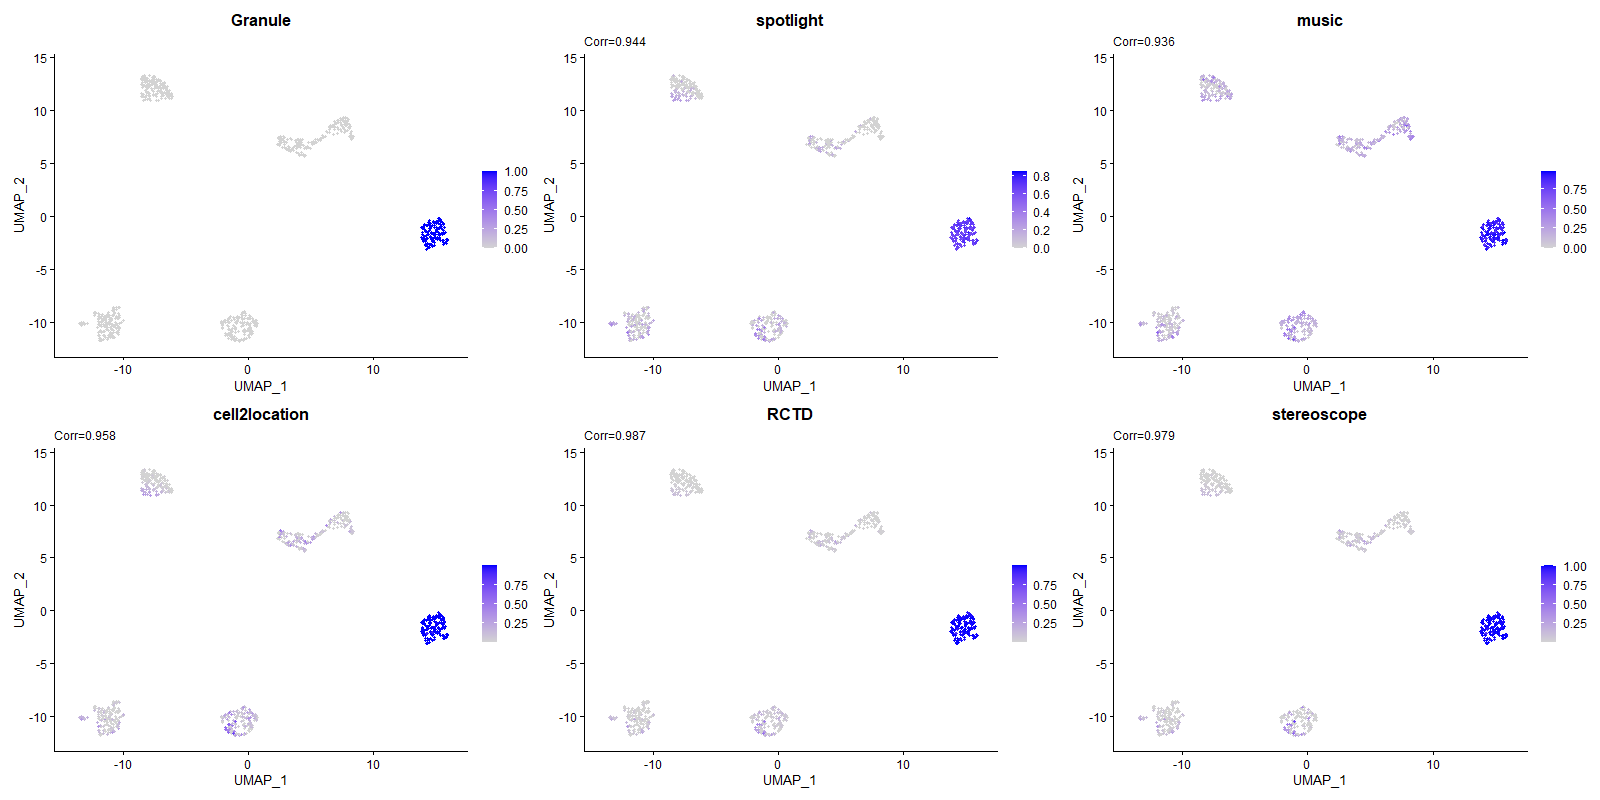 Granule
15
10
5
0
-5
-10
UMAP_2
-10 0 10
UMAP_1
1.00
0.75
0.50
0.25
0.00
spotlight
Corr=0.944
15
10
5
0
-5
-10
UMAP_2
-10 0 10
UMAP_1
0.8
0.6
0.4
0.2
0.0
music
Corr=0.936
15
10
5
0
-5
-10
UMAP_2
-10 0 10
UMAP_1
0.75
0.50
0.25
0.00
cell2location
Corr=0.958
15
10
5
0
-5
-10
UMAP_2
-10 0 10
UMAP_1
0.75
0.50
0.25
RCTD
Corr=0.987
15
10
5
0
-5
-10
UMAP_2
-10 0 10
UMAP_1
0.75
0.50
0.25
stereoscope
Corr=0.979
15
10
5
0
-5
-10
UMAP_2
-10 0 10
UMAP_1
1.00
0.75
0.50
0.25